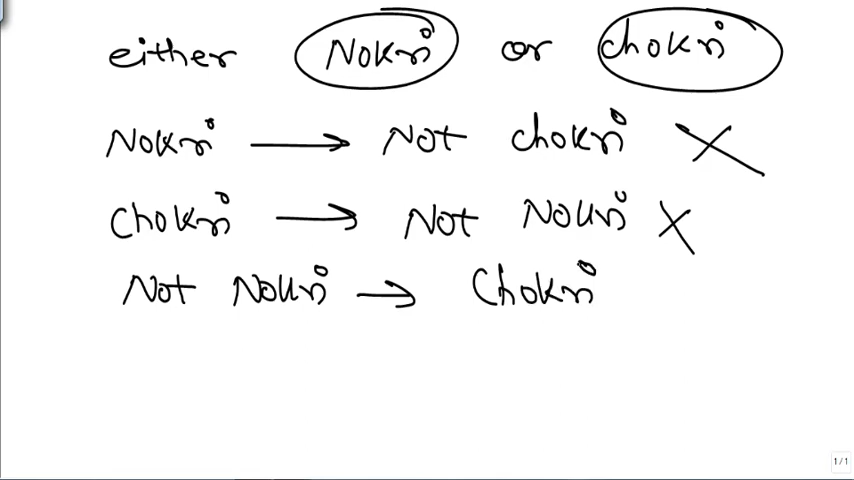 either Nokri or chokri
Nokri → Not chokri X
Chokri → Not Nokri X
Not Nokri → Chokri
1/1